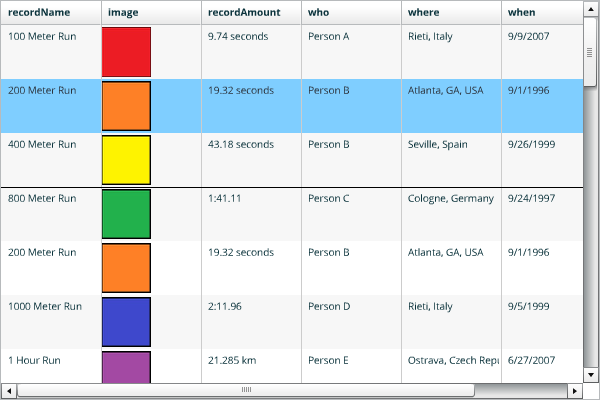 recordName image recordAmount who where when
100 Meter Run 9.74 seconds Person A Rieti, Italy 9/9/2007
200 Meter Run 19.32 seconds Person B Atlanta, GA, USA 9/1/1996
400 Meter Run 43.18 seconds Person B Seville, Spain 9/26/1999
800 Meter Run 1:41.11 Person C Cologne, Germany 9/24/1997
200 Meter Run 19.32 seconds Person B Atlanta, GA, USA 9/1/1996
1000 Meter Run 2:11.96 Person D Rieti, Italy 9/5/1999
1 Hour Run 21.285 km Person E Ostrava, Czech 6/27/2007